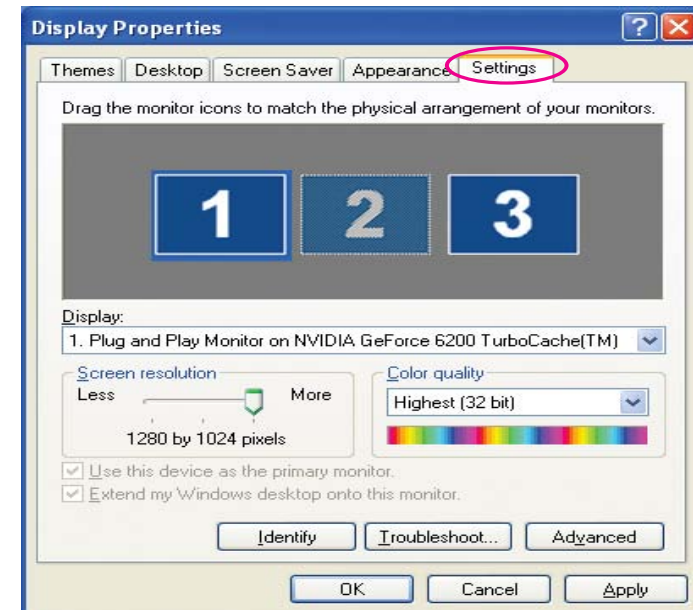 Display Properties
Themes Desktop Screen Saver Appearance Settings
Drag the monitor icons to match the physical arrangement of your monitors.
1 2 3
Display:
1. Plug and Play Monitor on NVIDIA GeForce 6200 TurboCache(TM)
Screen resolution Color quality
Less More Highest (32 bit)
1280 by 1024 pixels
Use this device as the primary monitor.
Extend my Windows desktop onto this monitor.
Identify Troubleshoot... Advanced
OK Cancel Apply